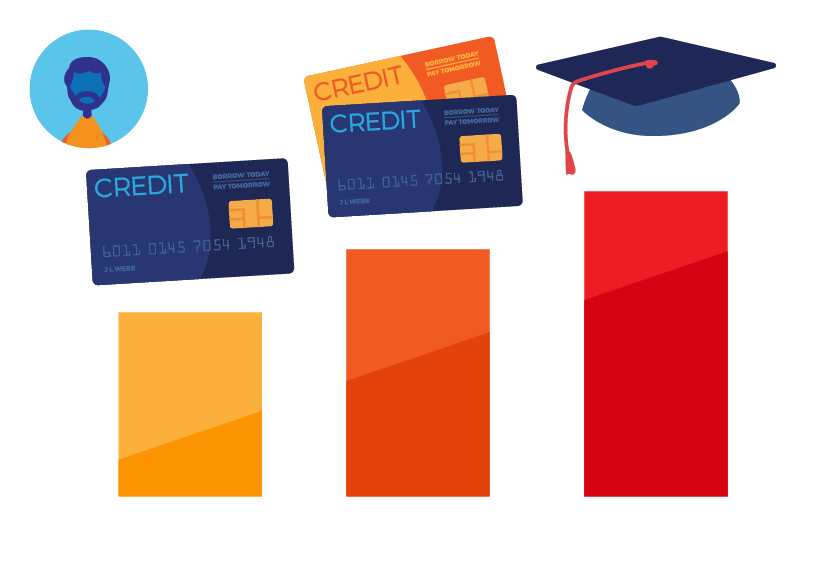 CREDIT
BORROW TODAY
PAY TOMORROW
CREDIT
BORROW TODAY
PAY TOMORROW
6011 0145 7054 1948
J L WEBB
CREDIT
BORROW TODAY
PAY TOMORROW
6011 0145 7054 1948
J L WEBB